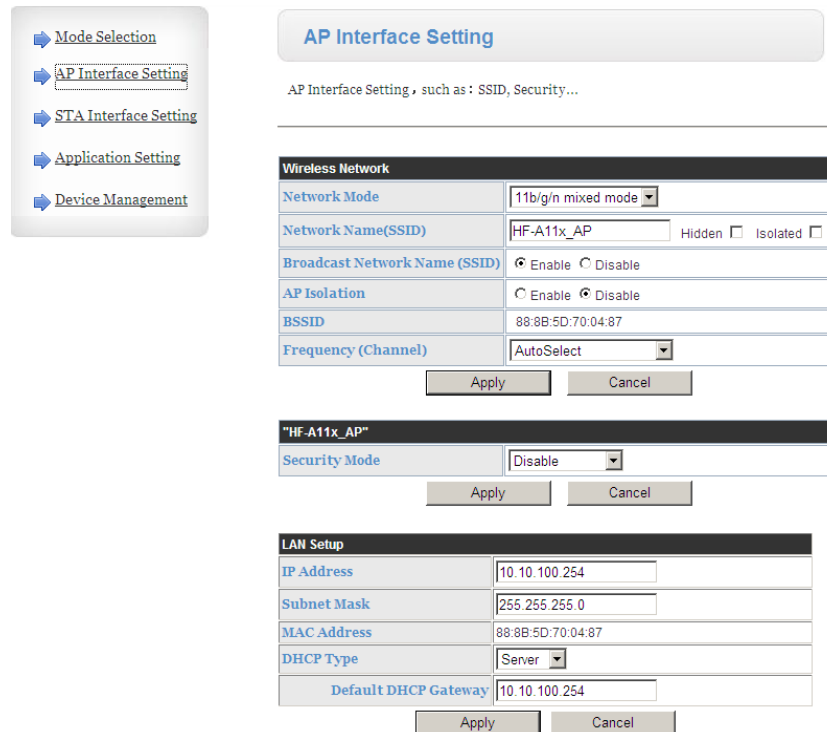 Mode Selection
AP Interface Setting
STA Interface Setting
Application Setting
Device Management
AP Interface Setting
AP Interface Setting，such as：SSID, Security...
Wireless Network
Network Mode 11b/g/n mixed mode
Network Name(SSID) HF-A11x_AP Hidden Isolated
Broadcast Network Name (SSID) Enable Disable
AP Isolation Enable Disable
BSSID 88:8B:5D:70:04:87
Frequency (Channel) AutoSelect
Apply Cancel
"HF-A11x_AP"
Security Mode Disable
Apply Cancel
LAN Setup
IP Address 10.10.100.254
Subnet Mask 255.255.255.0
MAC Address 88:8B:5D:70:04:87
DHCP Type Server
Default DHCP Gateway 10.10.100.254
Apply Cancel